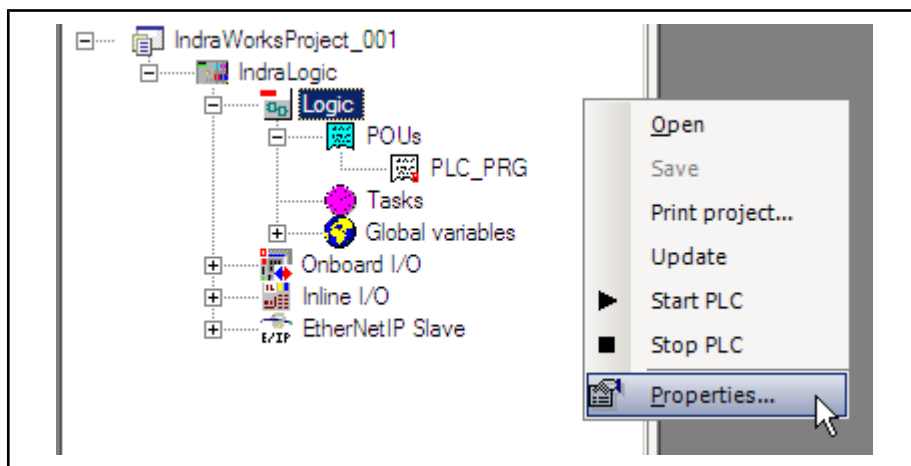 IndraWorksProject_001
IndraLogic
Logic
POUs
PLC_PRG
Tasks
Global variables
Onboard I/O
Inline I/O
E/IP EtherNetIP Slave
Open
Save
Print project...
Update
Start PLC
Stop PLC
Properties...